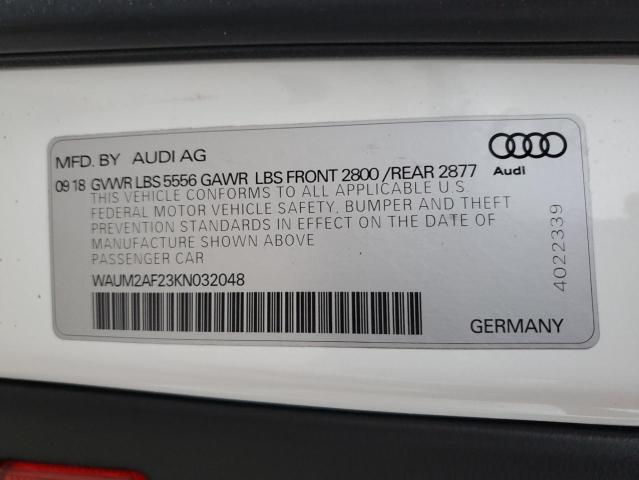 MFD. BY AUDI AG
09 18 GVWR LBS 5556 GAWR LBS FRONT 2800 /REAR 2877
THIS VEHICLE CONFORMS TO ALL APPLICABLE U.S.
FEDERAL MOTOR VEHICLE SAFETY, BUMPER AND THEFT
PREVENTION STANDARDS IN EFFECT ON THE DATE OF
MANUFACTURE SHOWN ABOVE
PASSENGER CAR
WAUM2AF23KN032048
GERMANY
Audi
4022339